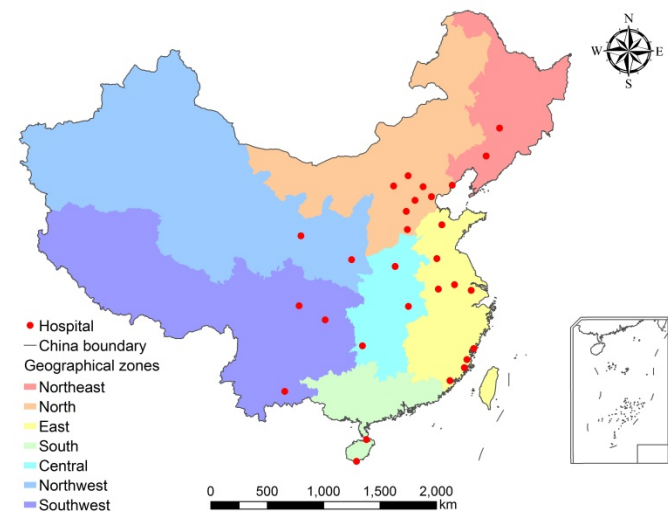 N
W E
S
Hospital
China boundary
Geographical zones
Northeast
North
East
South
Central
Northwest
Southwest
0 500 1,000 1,500 2,000
km